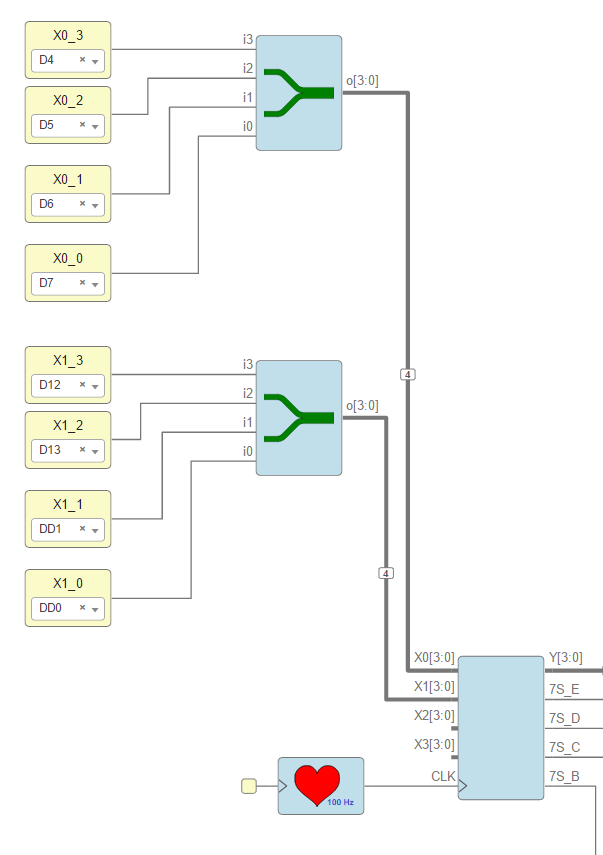 X0_3
D4 ×
X0_2
D5 ×
X0_1
D6 ×
X0_0
D7 ×
i3
i2
i1
i0
o[3:0]
X1_3
D12 ×
X1_2
D13 ×
X1_1
DD1 ×
X1_0
DD0 ×
i3
i2
i1
i0
o[3:0]
4
4
X0[3:0]
X1[3:0]
X2[3:0]
X3[3:0]
CLK
Y[3:0]
7S_E
7S_D
7S_C
7S_B
100 Hz